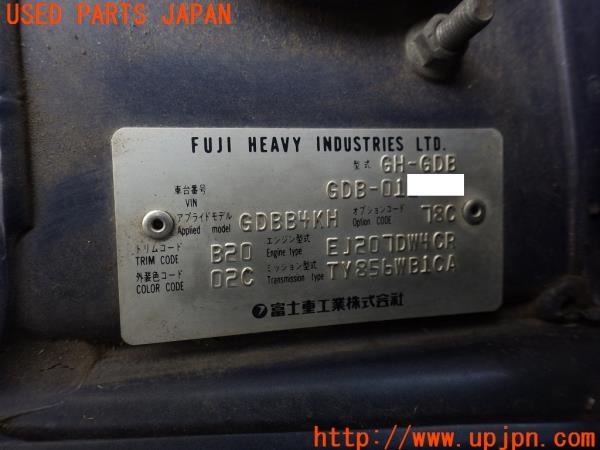 USED PARTS JAPAN
FUJI HEAVY INDUSTRIES LTD.
型式 GH-GDB
車台番号 VIN GDB-01
アプライドモデル Applied model GDBB4KH オプションコード Option code 78C
トリムコード TRIM CODE B20 エンジン型式 Engine type EJ207DW4CR
外装色コード COLOR CODE 02C ミッション型式 Transmission type TY856WB1CA
富士重工業株式会社
http://www.upjpn.com/